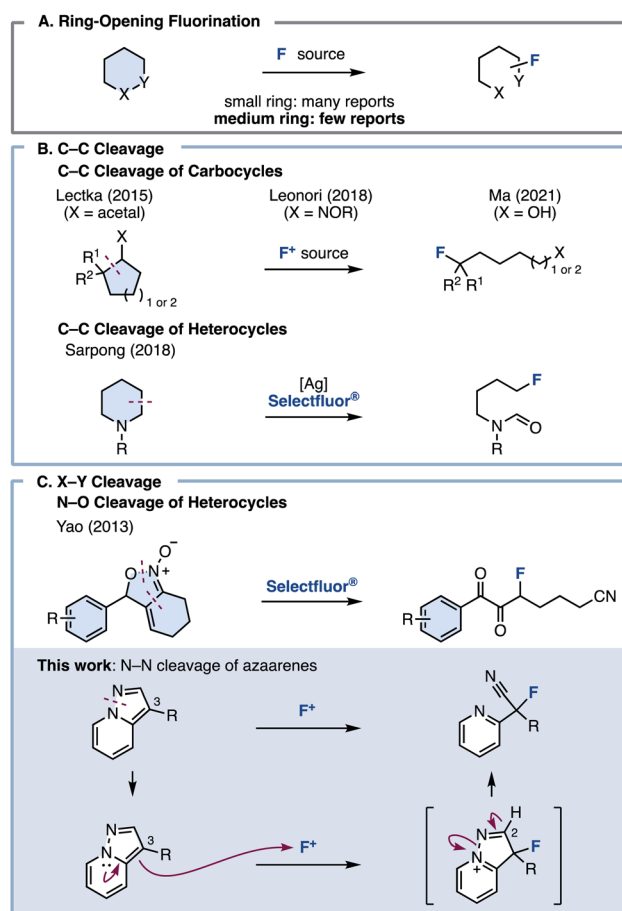 A. Ring-Opening Fluorination
F source
X
Y
F
Y
X
small ring: many reports
medium ring: few reports
B. C–C Cleavage
C–C Cleavage of Carbocycles
Lectka (2015)
(X = acetal)
Leonori (2018)
(X = NOR)
Ma (2021)
(X = OH)
X
R1
R2
( )1 or 2
F+ source
F
R2 R1
( )1 or 2
X
C–C Cleavage of Heterocycles
Sarpong (2018)
N
R
[Ag]
Selectfluor®
F
N
O
R
C. X–Y Cleavage
N–O Cleavage of Heterocycles
Yao (2013)
O−
O N+
R
Selectfluor®
O F
CN
R
O
This work: N–N cleavage of azaarenes
N
N
3
R
F+
N
F
N
R
N
N
3
R
F+
H
N
2
F
N
+
R